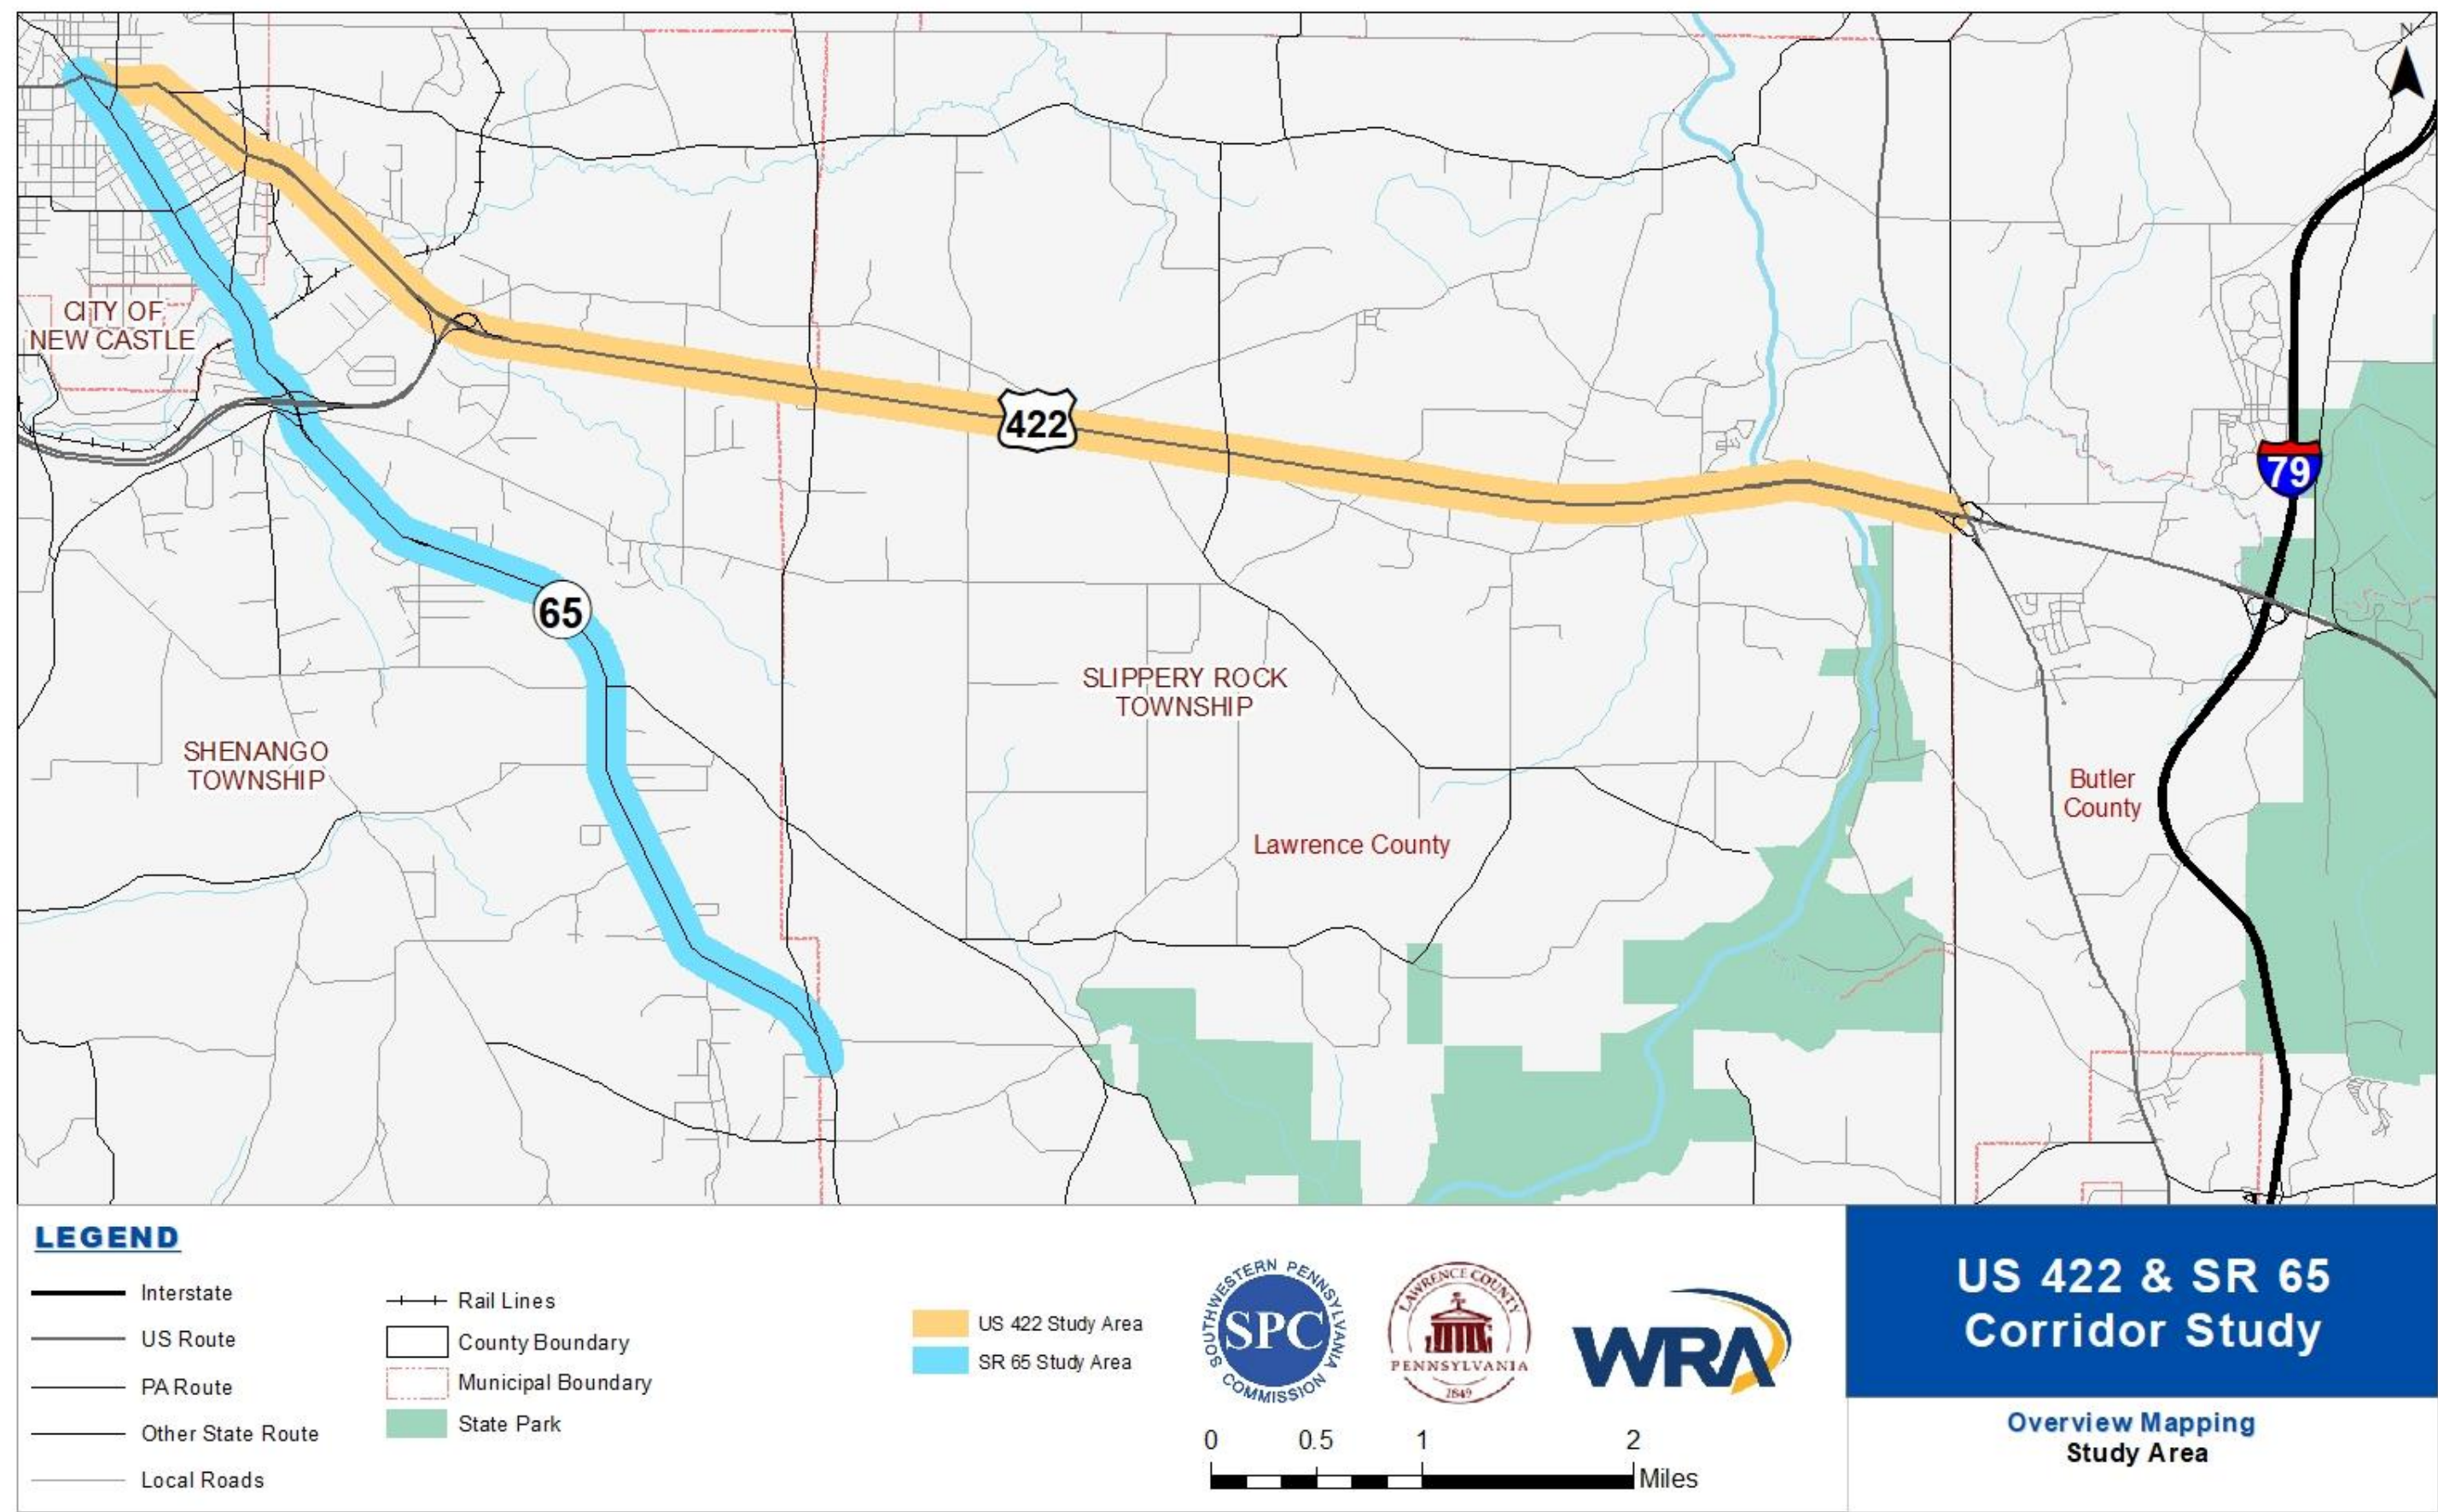 N
CITY OF
NEW CASTLE
422
79
65
SLIPPERY ROCK
TOWNSHIP
SHENANGO
TOWNSHIP
Butler
County
Lawrence County
LEGEND
Interstate
US Route
PA Route
Other State Route
Local Roads
Rail Lines
County Boundary
Municipal Boundary
State Park
US 422 Study Area
SR 65 Study Area
SOUTHWESTERN PENNSYLVANIA
SPC
COMMISSION
LAWRENCE COUNTY
PENNSYLVANIA
1849
WRA
0 0.5 1 2
Miles
US 422 & SR 65
Corridor Study
Overview Mapping
Study Area